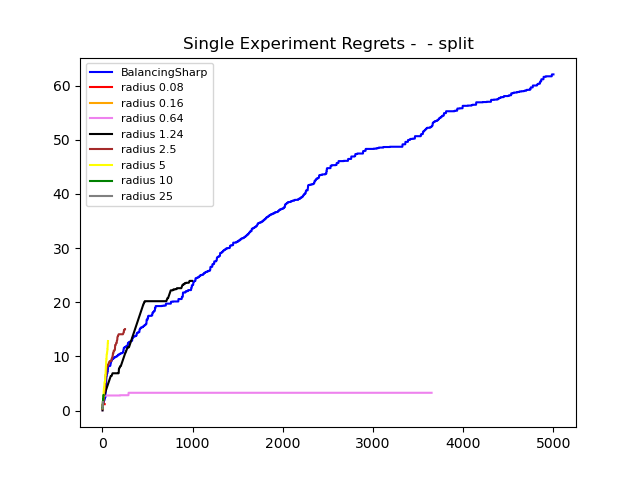 Single Experiment Regrets -  - split
60
50
40
30
20
10
0
BalancingSharp
radius 0.08
radius 0.16
radius 0.64
radius 1.24
radius 2.5
radius 5
radius 10
radius 25
0 1000 2000 3000 4000 5000